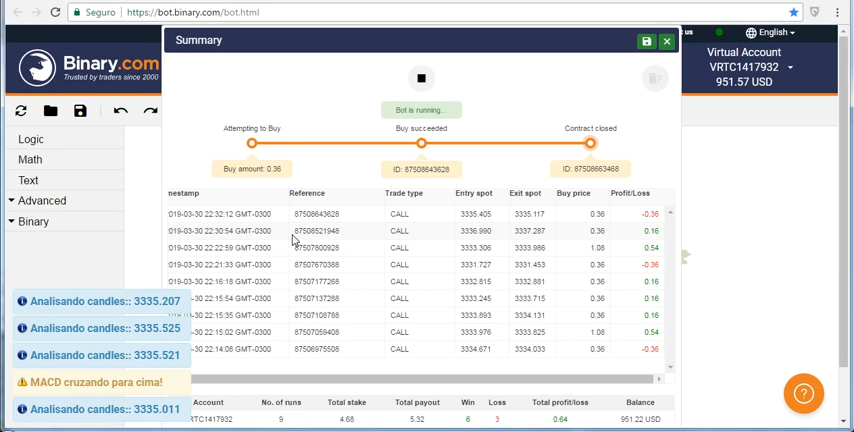 Seguro https://bot.binary.com/bot.html
us English
Binary.com
Trusted by traders since 2000
Virtual Account
VRTC1417932
951.57 USD
Logic
Math
Text
Advanced
Binary
Summary
Bot is running...
Attempting to Buy Buy succeeded Contract closed
Buy amount: 0.36 ID: 87508643628 ID: 87508663468
mestamp Reference Trade type Entry spot Exit spot Buy price Profit/Loss
019-03-30 22:32:12 GMT-0300 87508643628 CALL 3335.405 3335.117 0.36 -0.36
019-03-30 22:30:54 GMT-0300 87508521948 CALL 3336.990 3337.287 0.36 0.16
019-03-30 22:22:59 GMT-0300 87507800928 CALL 3333.306 3333.986 1.08 0.54
019-03-30 22:21:33 GMT-0300 87507670388 CALL 3331.727 3331.453 0.36 -0.36
019-03-30 22:16:18 GMT-0300 87507177268 CALL 3332.815 3332.881 0.36 0.16
-03-30 22:15:54 GMT-0300 87507137288 CALL 3333.245 3333.715 0.36 0.16
-03-30 22:15:35 GMT-0300 87507108788 CALL 3333.893 3334.131 0.36 0.16
-03-30 22:15:02 GMT-0300 87507059408 CALL 3333.976 3333.825 1.08 0.54
-03-30 22:14:08 GMT-0300 87506975508 CALL 3334.671 3334.033 0.36 -0.36
Account No. of runs Total stake Total payout Win Loss Total profit/loss Balance
RTC1417932 9 4.68 5.32 6 3 0.64 951.22 USD
Analisando candles:: 3335.207
Analisando candles:: 3335.525
Analisando candles:: 3335.521
MACD cruzando para cima!
Analisando candles:: 3335.011